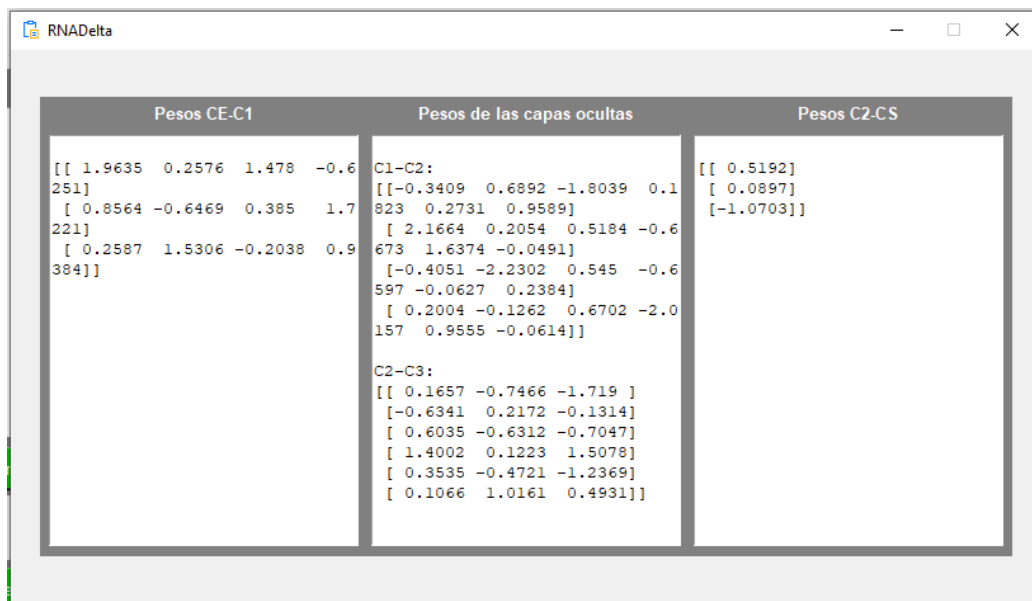 RNADelta
Pesos CE-C1
Pesos de las capas ocultas
Pesos C2-CS
[[ 1.9635  0.2576  1.478  -0.6
251]
 [ 0.8564 -0.6469  0.385   1.7
221]
 [ 0.2587  1.5306 -0.2038  0.9
384]]
C1-C2:
[[-0.3409  0.6892 -1.8039  0.1
823  0.2731  0.9589]
 [ 2.1664  0.2054  0.5184 -0.6
673  1.6374 -0.0491]
 [-0.4051 -2.2302  0.545  -0.6
597 -0.0627  0.2384]
 [ 0.2004 -0.1262  0.6702 -2.0
157  0.9555 -0.0614]]
C2-C3:
[[ 0.1657 -0.7466 -1.719 ]
 [-0.6341  0.2172 -0.1314]
 [ 0.6035 -0.6312 -0.7047]
 [ 1.4002  0.1223  1.5078]
 [ 0.3535 -0.4721 -1.2369]
 [ 0.1066  1.0161  0.4931]]
[[ 0.5192]
 [ 0.0897]
 [-1.0703]]